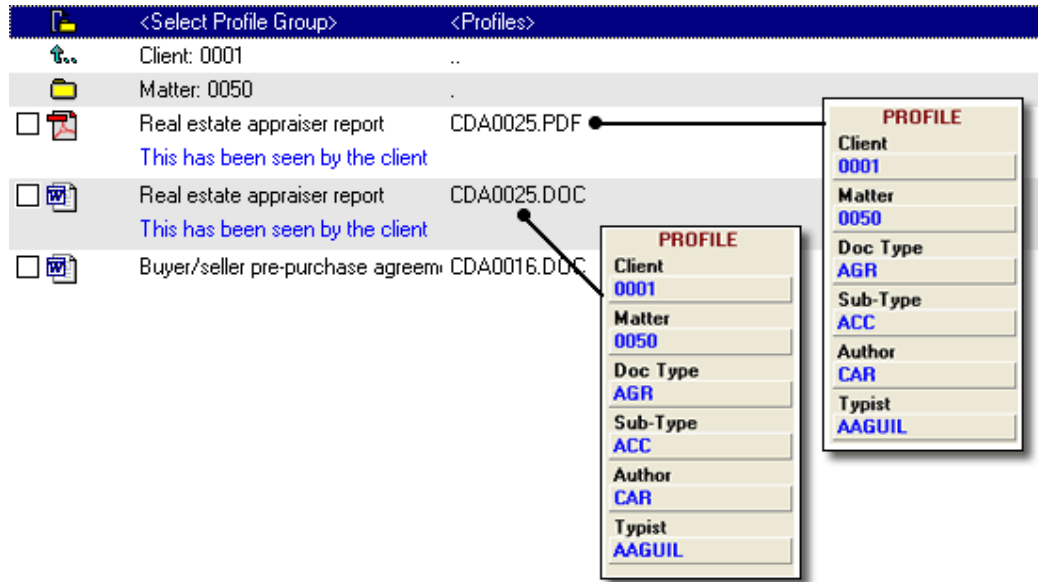 <Select Profile Group> <Profiles>
Client: 0001 ..
Matter: 0050 .
Real estate appraiser report CDA0025.PDF
This has been seen by the client
Real estate appraiser report CDA0025.DOC
This has been seen by the client
Buyer/seller pre-purchase agreem CDA0016.DOC
PROFILE
Client
0001
Matter
0050
Doc Type
AGR
Sub-Type
ACC
Author
CAR
Typist
AAGUIL
PROFILE
Client
0001
Matter
0050
Doc Type
AGR
Sub-Type
ACC
Author
CAR
Typist
AAGUIL